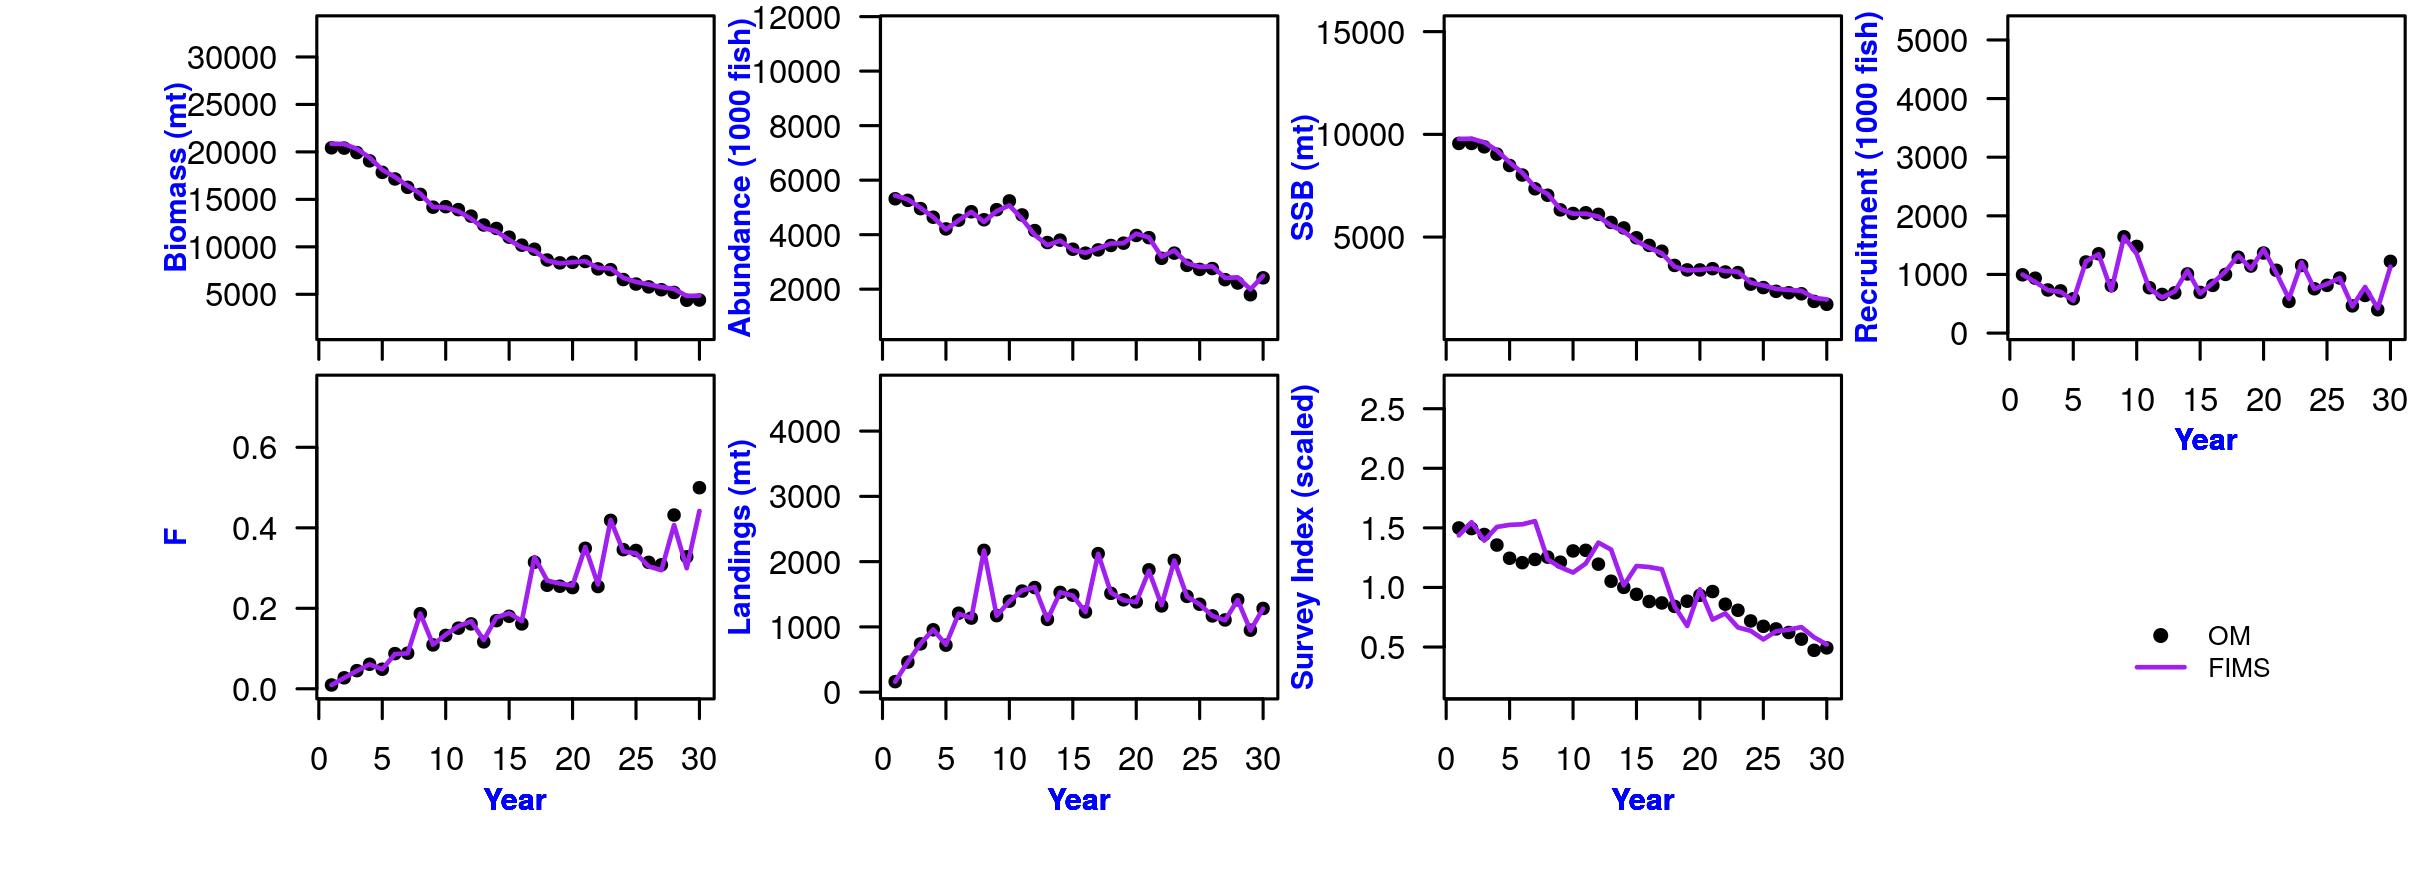 Biomass (mt)
30000
25000
20000
15000
10000
5000
Abundance (1000 fish)
12000
10000
8000
6000
4000
2000
SSB (mt)
15000
10000
5000
Recruitment (1000 fish)
5000
4000
3000
2000
1000
0
0 5 10 15 20 25 30
Year
F
0.6
0.4
0.2
0.0
0 5 10 15 20 25 30
Year
Landings (mt)
4000
3000
2000
1000
0
0 5 10 15 20 25 30
Year
Survey Index (scaled)
2.5
2.0
1.5
1.0
0.5
0 5 10 15 20 25 30
Year
OM
FIMS